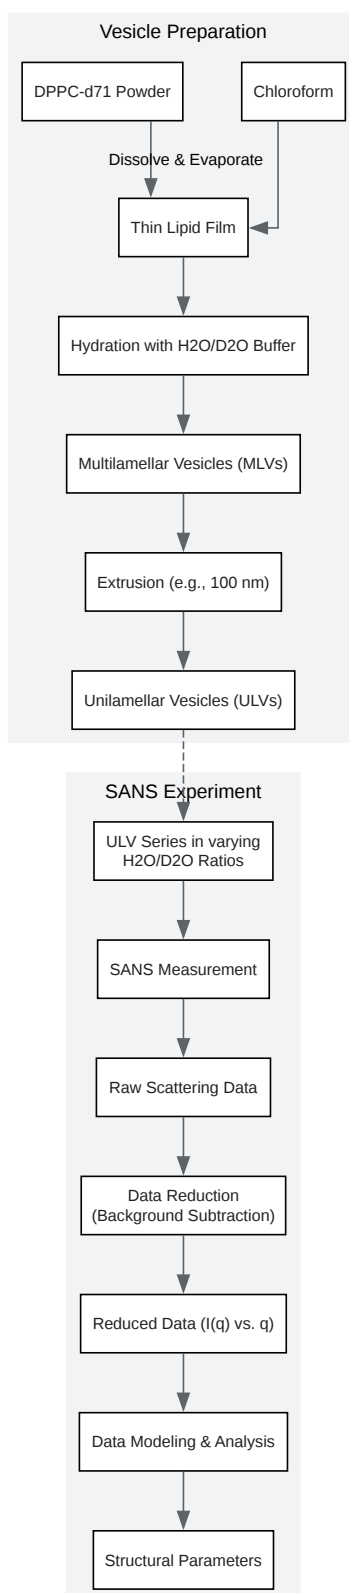 Vesicle Preparation
DPPC-d71 Powder
Chloroform
Dissolve & Evaporate
Thin Lipid Film
Hydration with H2O/D2O Buffer
Multilamellar Vesicles (MLVs)
Extrusion (e.g., 100 nm)
Unilamellar Vesicles (ULVs)
SANS Experiment
ULV Series in varying
H2O/D2O Ratios
SANS Measurement
Raw Scattering Data
Data Reduction
(Background Subtraction)
Reduced Data (I(q) vs. q)
Data Modeling & Analysis
Structural Parameters